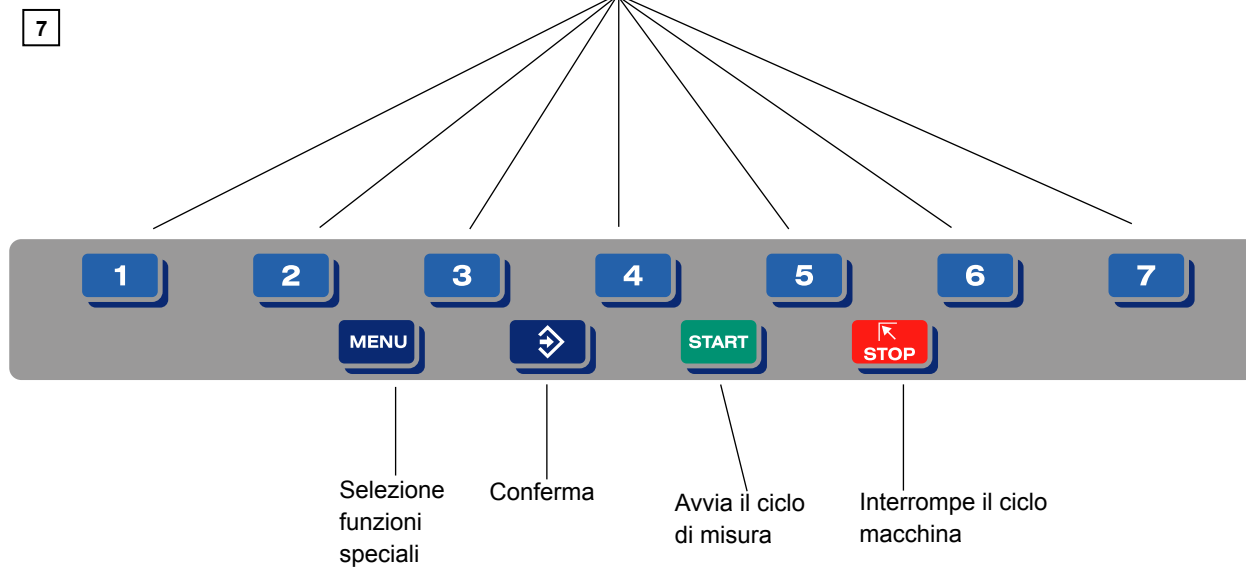 7
1 2 3 4 5 6 7
MENU START STOP
Selezione
funzioni
speciali
Conferma
Avvia il ciclo
di misura
Interrompe il ciclo
macchina